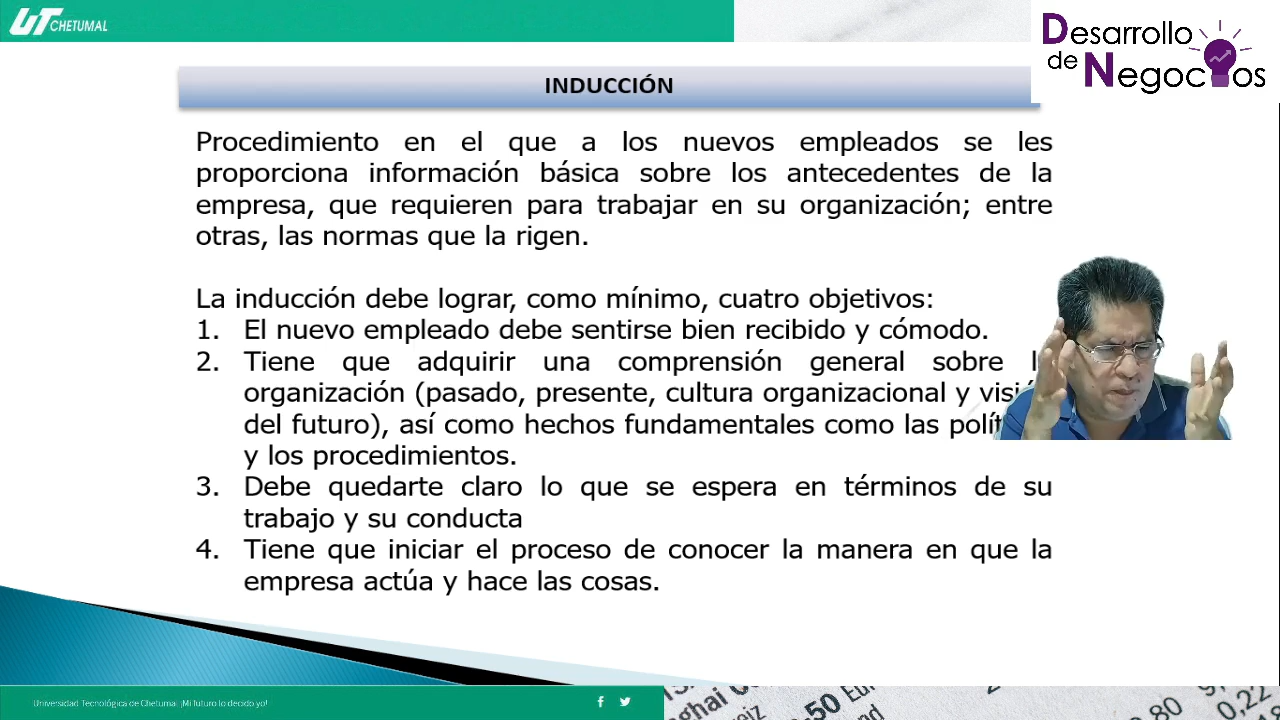 UT CHETUMAL
Desarrollo
de Negocios
INDUCCIÓN
Procedimiento en el que a los nuevos empleados se les
proporciona información básica sobre los antecedentes de la
empresa, que requieren para trabajar en su organización; entre
otras, las normas que la rigen.
La inducción debe lograr, como mínimo, cuatro objetivos:
1. El nuevo empleado debe sentirse bien recibido y cómodo.
2. Tiene que adquirir una comprensión general sobre
organización (pasado, presente, cultura organizacional y
del futuro), así como hechos fundamentales como las
y los procedimientos.
3. Debe quedarte claro lo que se espera en términos de su
trabajo y su conducta
4. Tiene que iniciar el proceso de conocer la manera en que la
empresa actúa y hace las cosas.
Universidad Tecnológica de Chetumal ¡Mi futuro lo decido yo!
0,22
.50
0,80